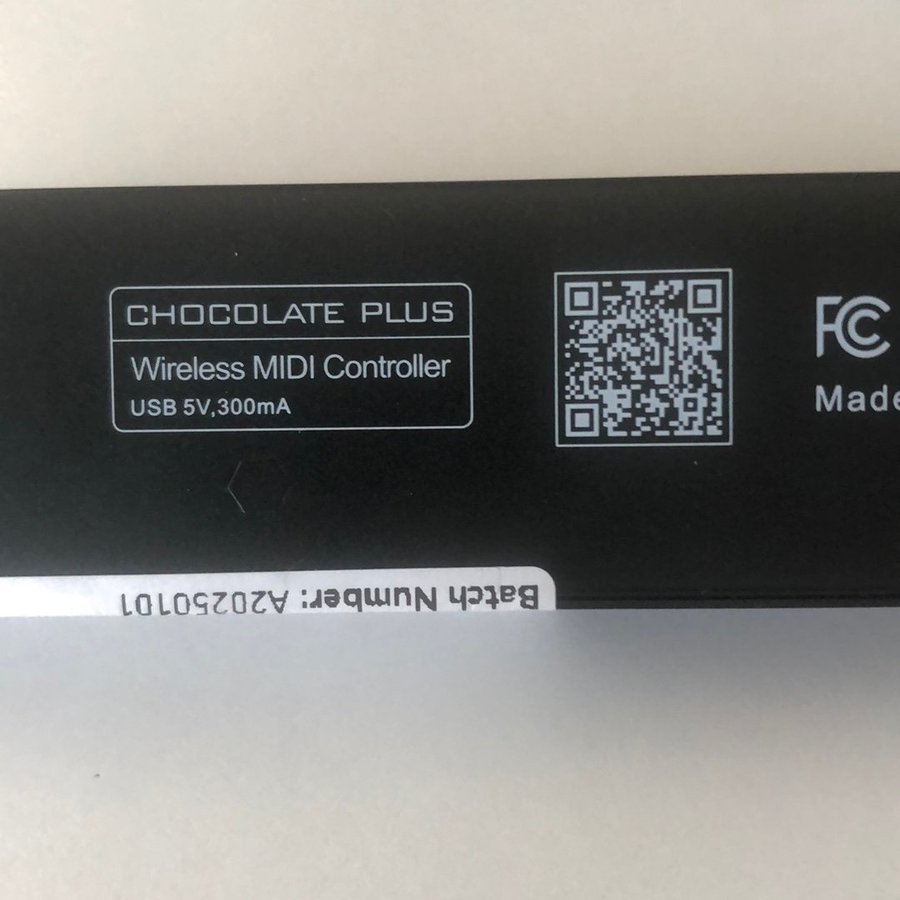 CHOCOLATE PLUS
Wireless MIDI Controller
USB 5V,300mA
FC
Made
Batch Number: A20250101